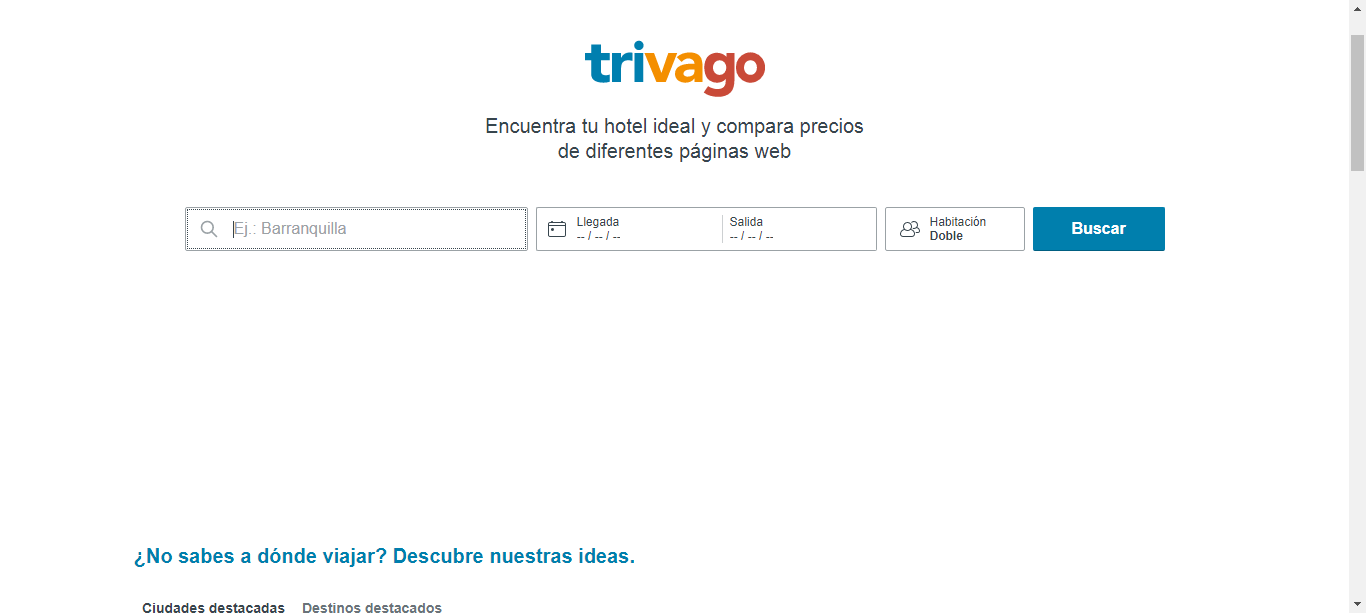 trivago
Encuentra tu hotel ideal y compara precios
de diferentes páginas web
Ej.: Barranquilla
Llegada
-- / -- / --
Salida
-- / -- / --
Habitación
Doble
Buscar
¿No sabes a dónde viajar? Descubre nuestras ideas.
Ciudades destacadas Destinos destacados